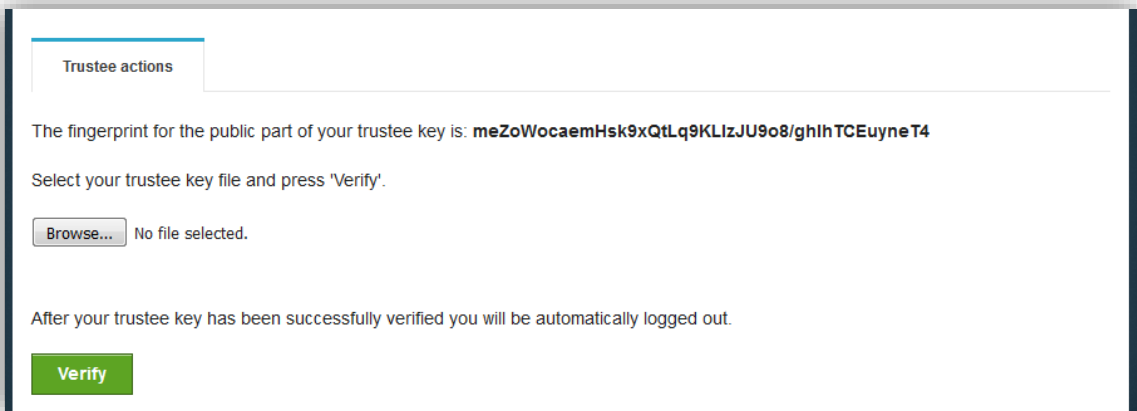 Trustee actions
The fingerprint for the public part of your trustee key is: meZoWocaemHsk9xQtLq9KLIzJU9o8/ghIhTCEuyneT4
Select your trustee key file and press 'Verify'.
Browse... No file selected.
After your trustee key has been successfully verified you will be automatically logged out.
Verify